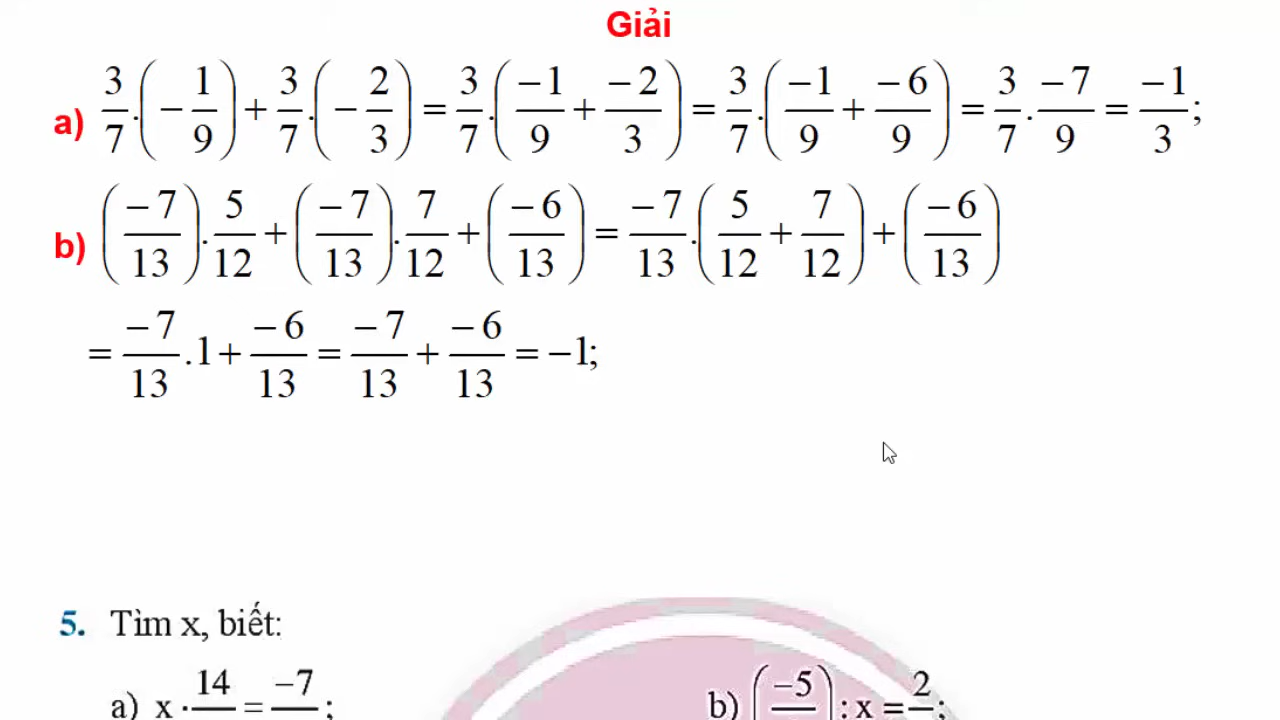 Giải
a) 3/7.(-1/9)+3/7.(-2/3)=3/7.(-1/9+-2/3)=3/7.(-1/9+-6/9)=3/7.-7/9=-1/3;
b) (-7/13).5/12+(-7/13).7/12+(-6/13)=-7/13.(5/12+7/12)+(-6/13)
=-7/13.1+-6/13=-7/13+-6/13=-1;
5. Tìm x, biết:
a) x·14/ =-7/ ; b) (-5/ ):x=2/ ;